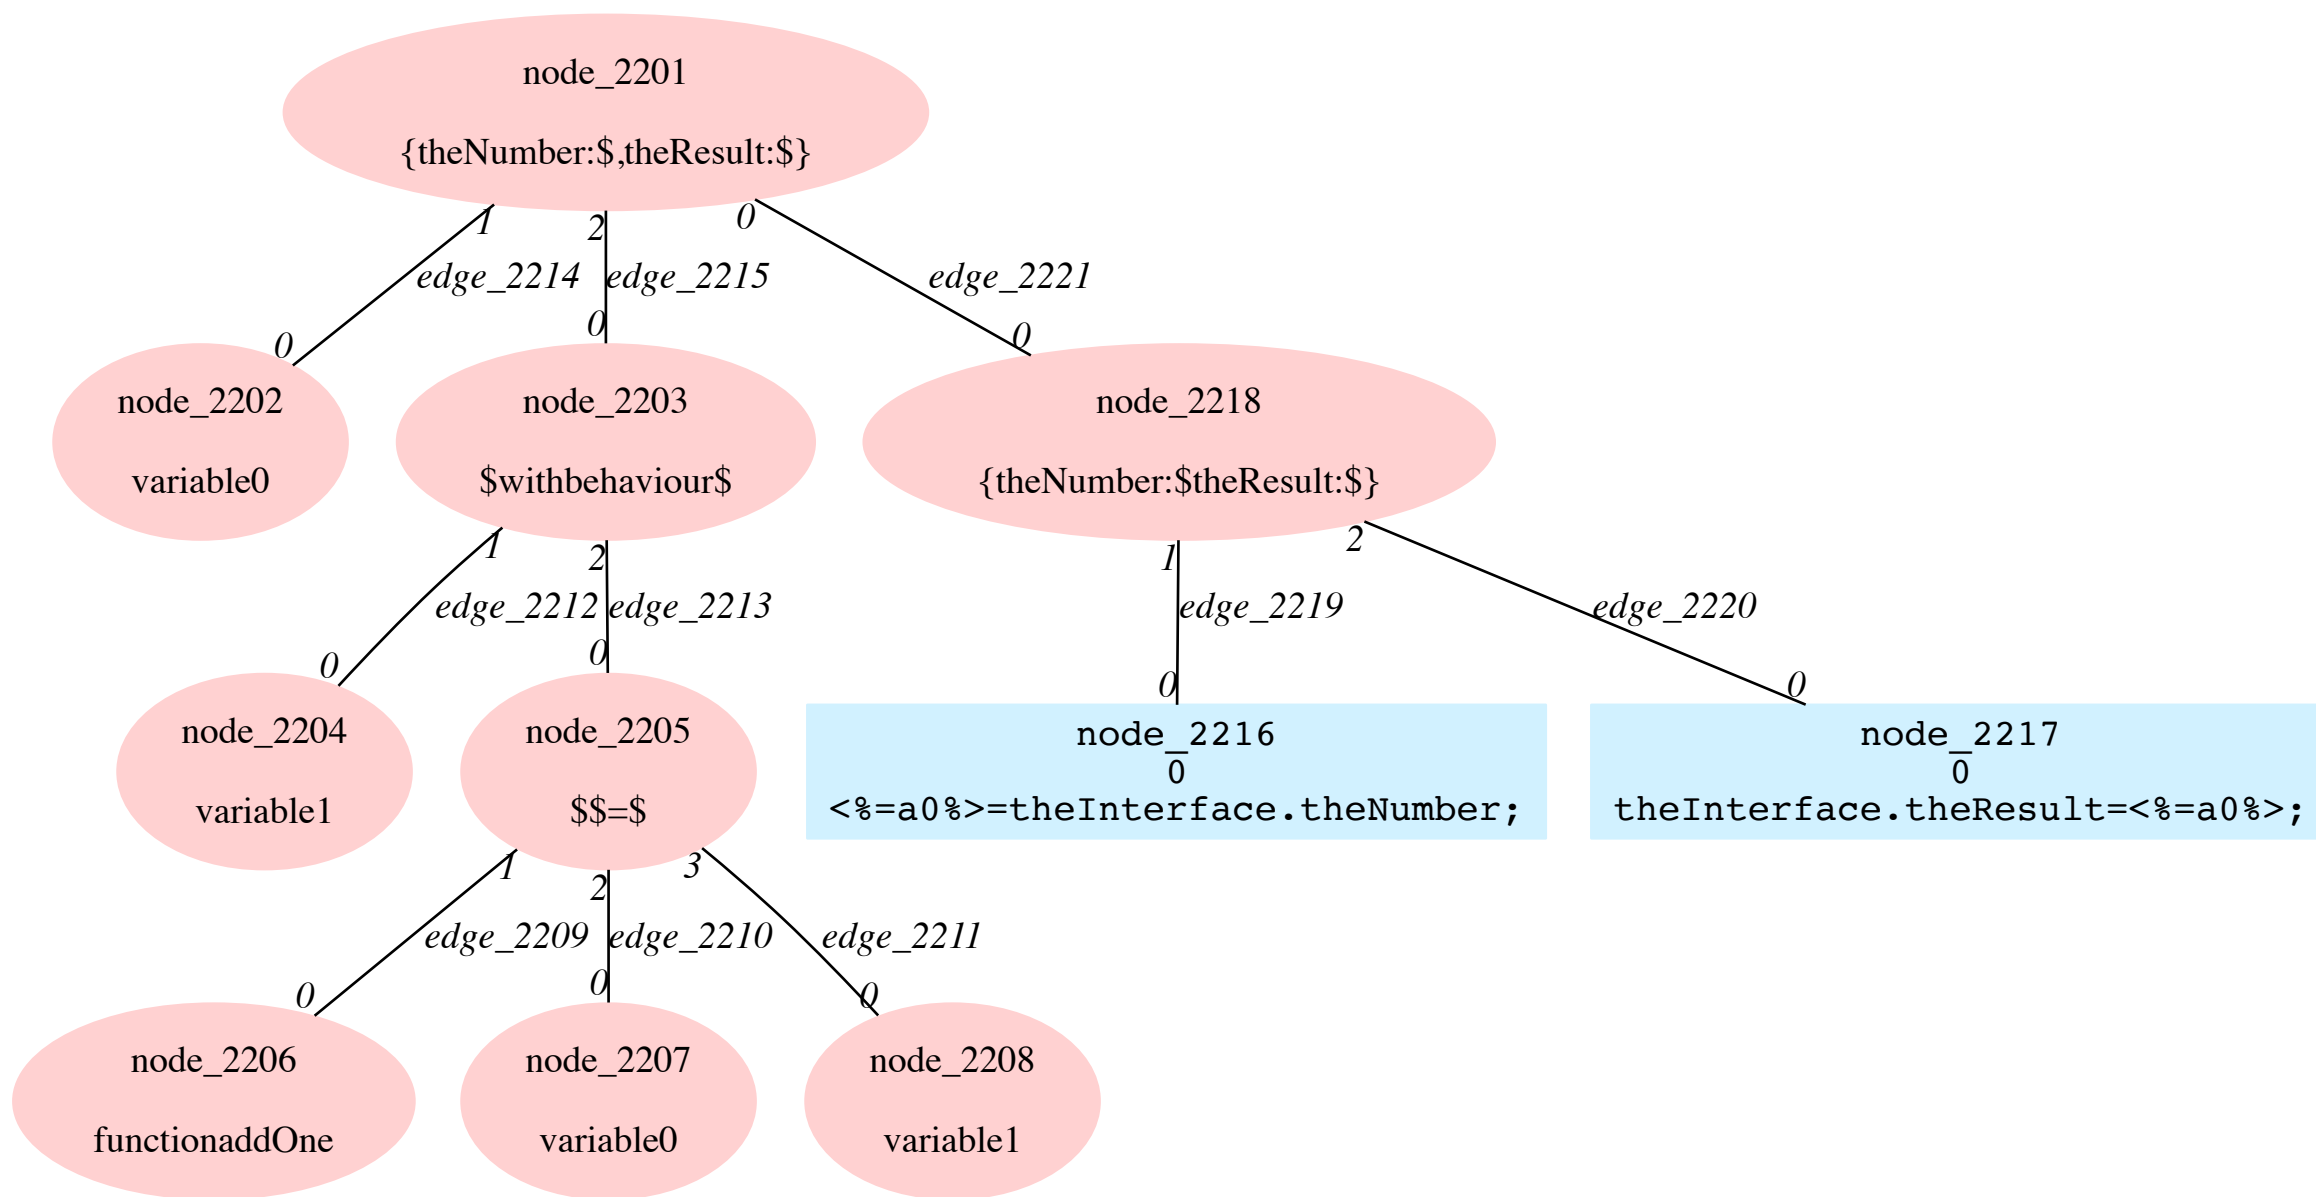 node_2201
{theNumber:$,theResult:$}
1
2
0
edge_2214
edge_2215
edge_2221
0
0
0
node_2202
variable0
node_2203
$withbehaviour$
node_2218
{theNumber:$theResult:$}
1
2
1
2
edge_2212
edge_2213
edge_2219
edge_2220
0
0
0
0
node_2204
variable1
node_2205
$$=$
node_2216
0
<%=a0%>=theInterface.theNumber;
node_2217
0
theInterface.theResult=<%=a0%>;
1
2
3
edge_2209
edge_2210
edge_2211
0
0
0
node_2206
functionaddOne
node_2207
variable0
node_2208
variable1